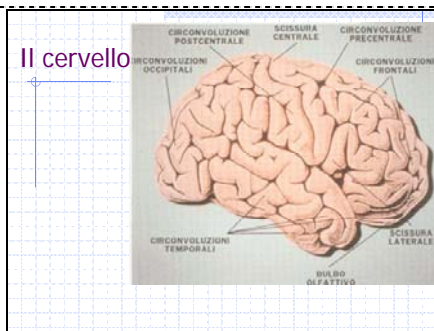 Il cervello
CIRCONVOLUZIONE
POSTCENTRALE
SCISSURA
CENTRALE
CIRCONVOLUZIONE
PRECENTRALE
CIRCONVOLUZIONI
OCCIPITALI
CIRCONVOLUZIONI
FRONTALI
CIRCONVOLUZIONI
TEMPORALI
SCISSURA
LATERALE
BULBO
OLFATTIVO